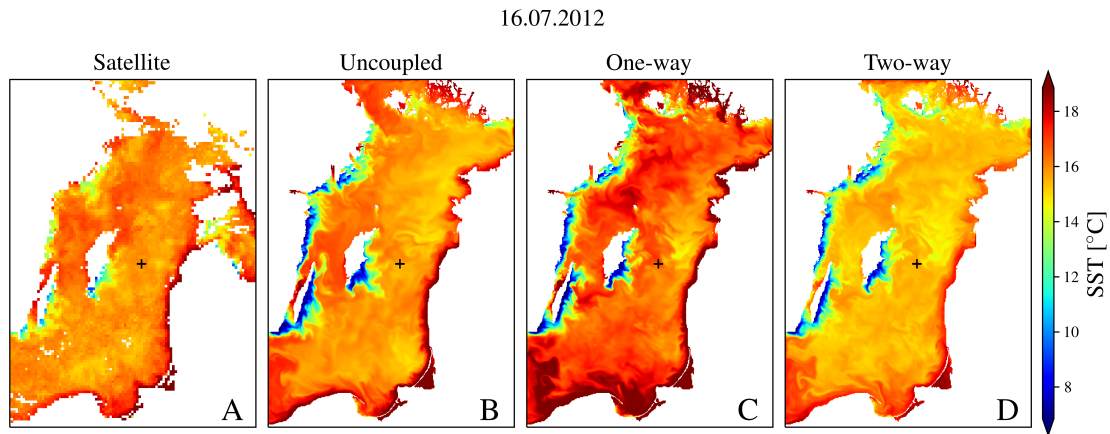 16.07.2012
Satellite
Uncoupled
One-way
Two-way
A
B
C
D
18
16
14
12
10
8
SST [°C]